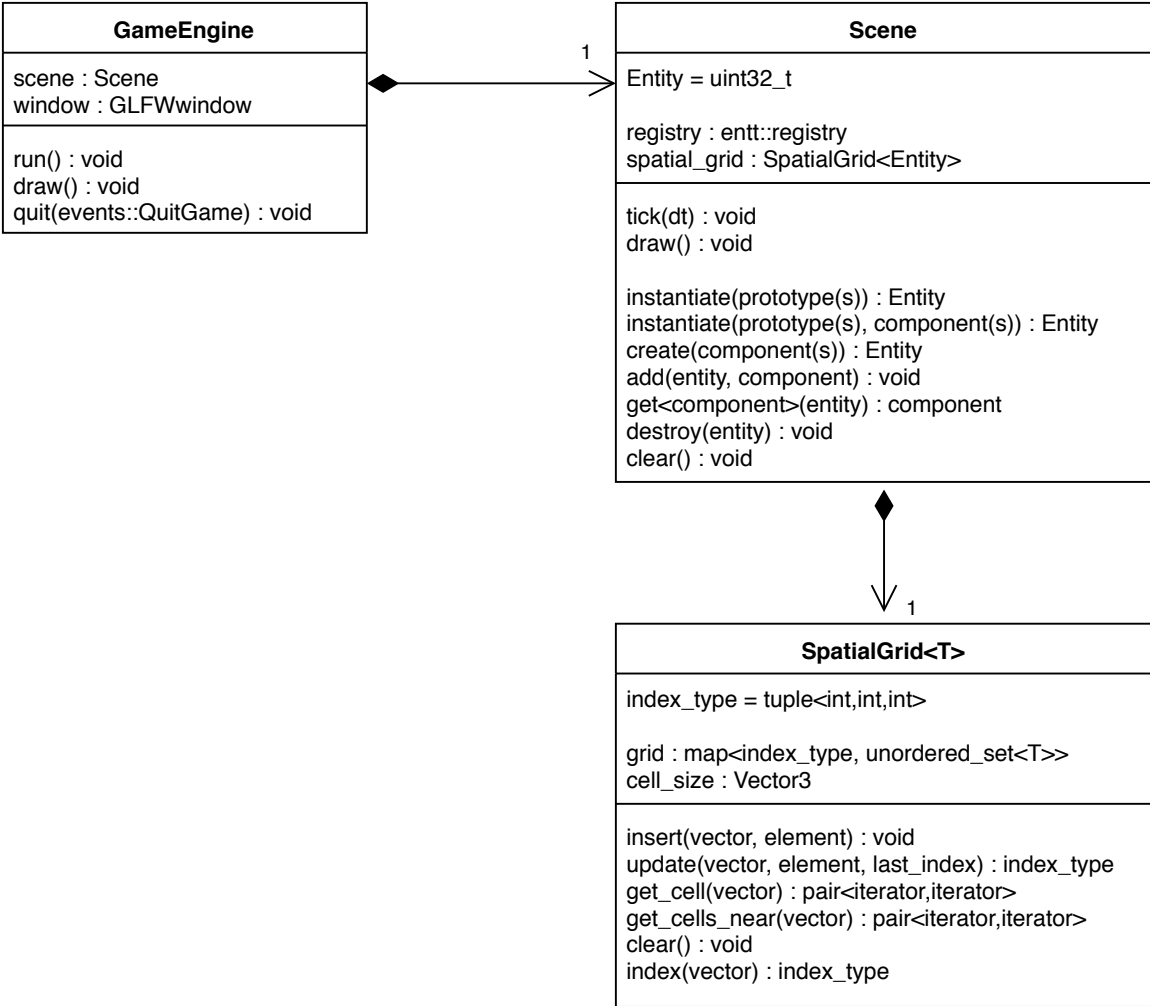 GameEngine
scene : Scene
window : GLFWwindow
run() : void
draw() : void
quit(events::QuitGame) : void
1
Scene
Entity = uint32_t
registry : entt::registry
spatial_grid : SpatialGrid<Entity>
tick(dt) : void
draw() : void
instantiate(prototype(s)) : Entity
instantiate(prototype(s), component(s)) : Entity
create(component(s)) : Entity
add(entity, component) : void
get<component>(entity) : component
destroy(entity) : void
clear() : void
1
SpatialGrid<T>
index_type = tuple<int,int,int>
grid : map<index_type, unordered_set<T>>
cell_size : Vector3
insert(vector, element) : void
update(vector, element, last_index) : index_type
get_cell(vector) : pair<iterator,iterator>
get_cells_near(vector) : pair<iterator,iterator>
clear() : void
index(vector) : index_type